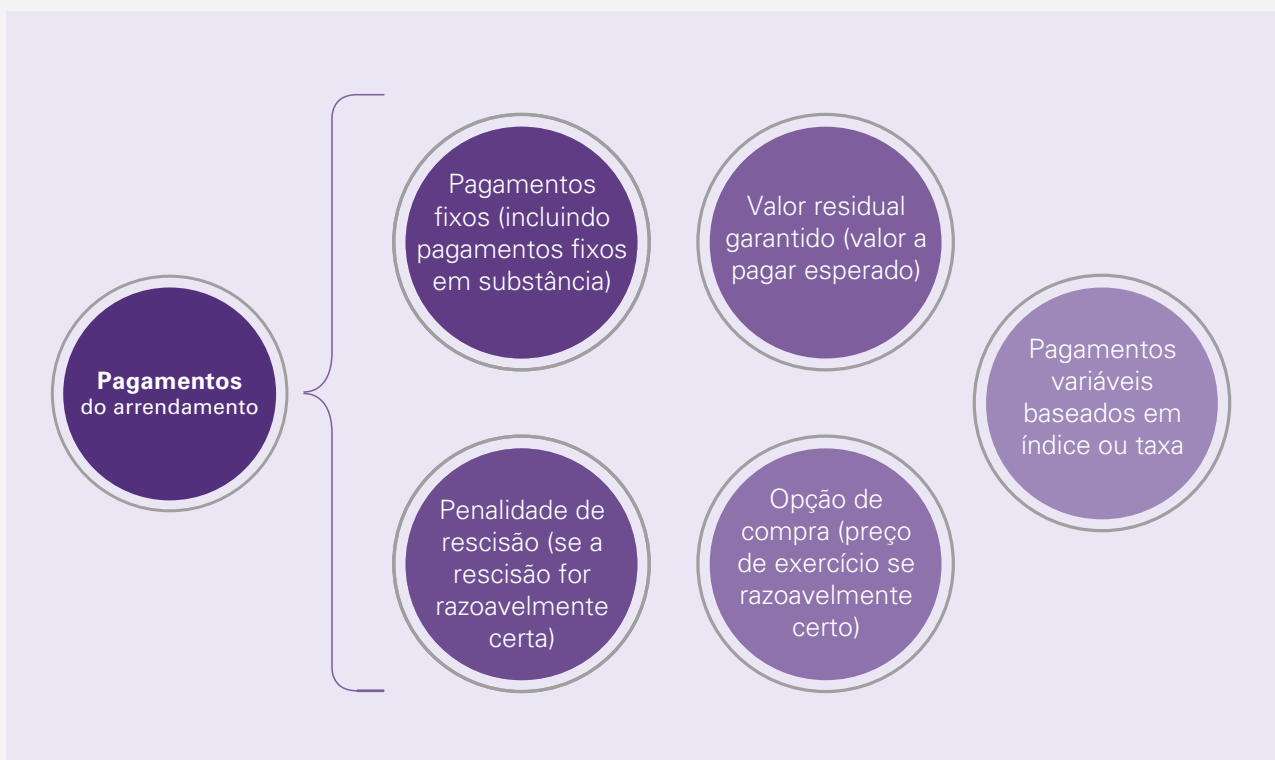 Pagamentos
do arrendamento
Pagamentos
fixos (incluindo
pagamentos fixos
em substância)
Valor residual
garantido (valor a
pagar esperado)
Penalidade de
rescisão (se a
rescisão for
razoavelmente
certa)
Opção de
compra (preço
de exercício se
razoavelmente
certo)
Pagamentos
variáveis
baseados em
índice ou taxa